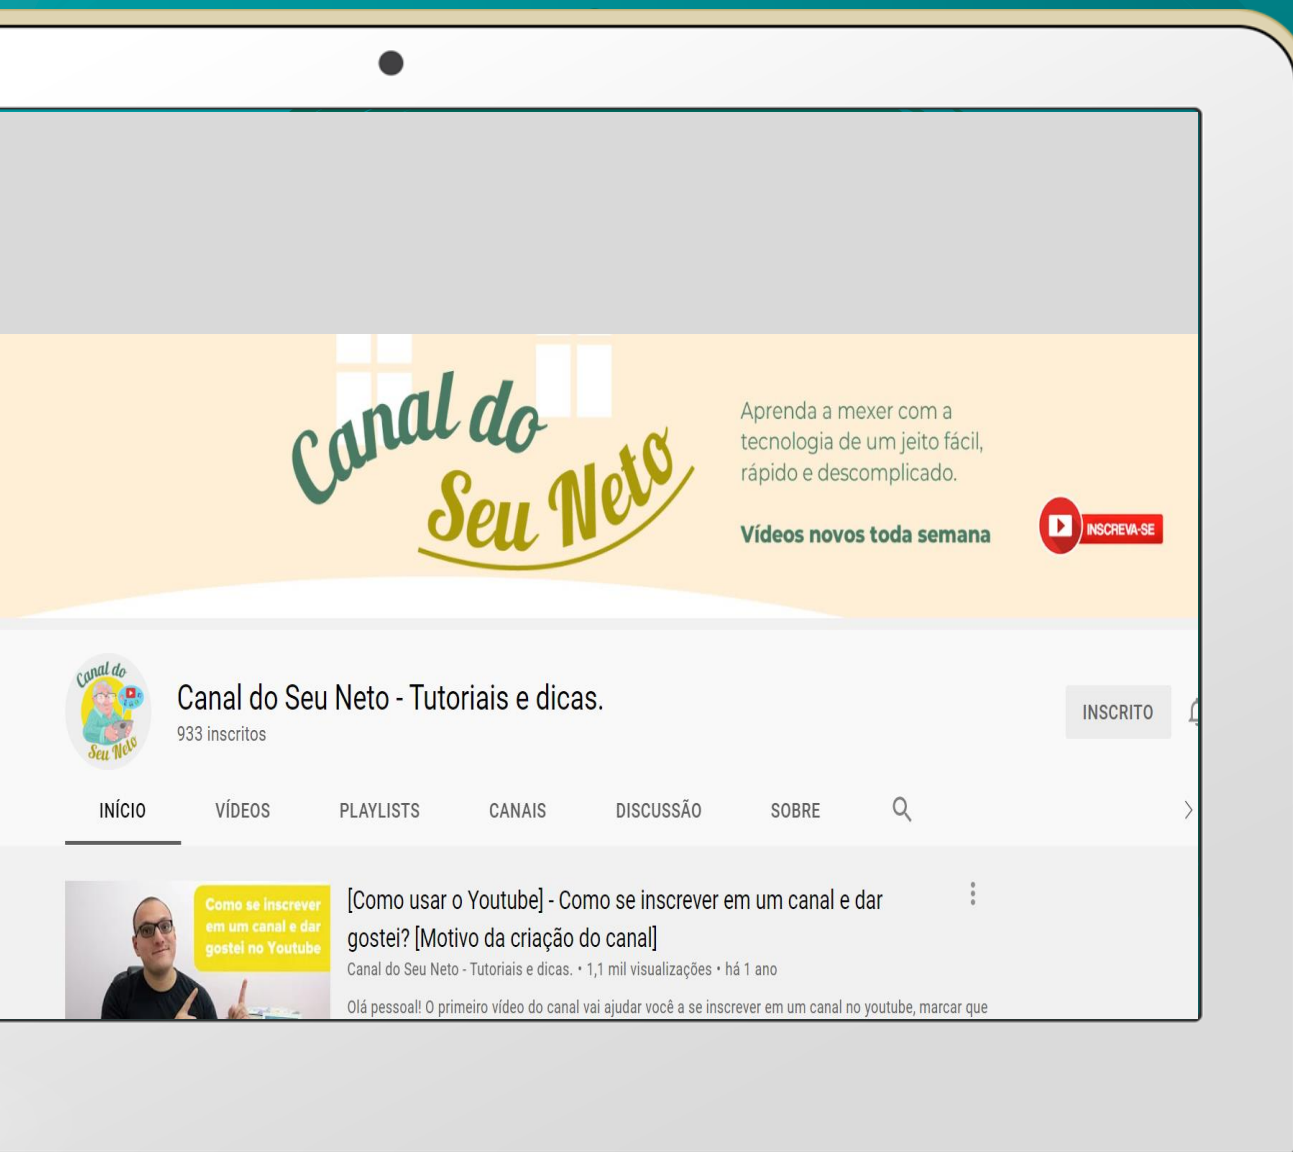 Canal do
Seu Neto
Aprenda a mexer com a
tecnologia de um jeito fácil,
rápido e descomplicado.
Vídeos novos toda semana
INSCREVA-SE
Canal do
Seu Neto
Canal do Seu Neto - Tutoriais e dicas.
933 inscritos
INSCRITO
INÍCIO VÍDEOS PLAYLISTS CANAIS DISCUSSÃO SOBRE
Como se inscrever
em um canal e dar
gostei no Youtube
[Como usar o Youtube] - Como se inscrever em um canal e dar
gostei? [Motivo da criação do canal]
Canal do Seu Neto - Tutoriais e dicas. • 1,1 mil visualizações • há 1 ano
Olá pessoal! O primeiro vídeo do canal vai ajudar você a se inscrever em um canal no youtube, marcar que